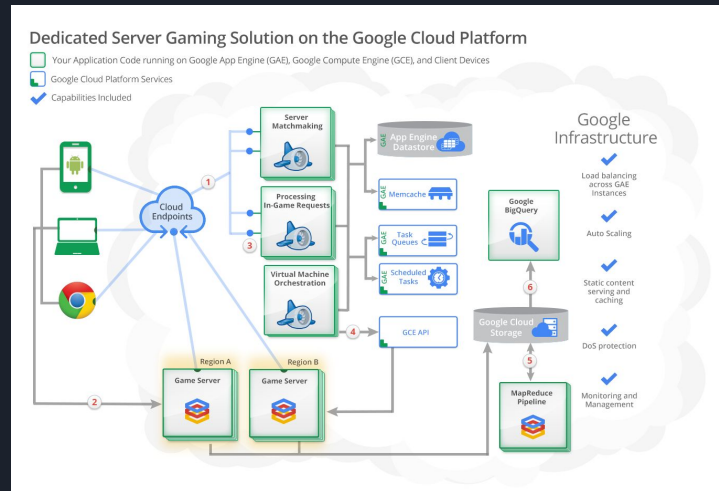 Dedicated Server Gaming Solution on the Google Cloud Platform
Your Application Code running on Google App Engine (GAE), Google Compute Engine (GCE), and Client Devices
Google Cloud Platform Services
Capabilities Included
Cloud
Endpoints
1
2
3
Server
Matchmaking
Processing
In-Game Requests
Virtual Machine
Orchestration
4
GAE
App Engine
Datastore
GAE
Memcache
GAE
Task
Queues
GAE
Scheduled
Tasks
GCE API
Region A
Game Server
Region B
Game Server
Google
BigQuery
6
Google Cloud
Storage
5
MapReduce
Pipeline
Google
Infrastructure
Load balancing
across GAE
Instances
Auto Scaling
Static content
serving and
caching
DoS protection
Monitoring and
Management